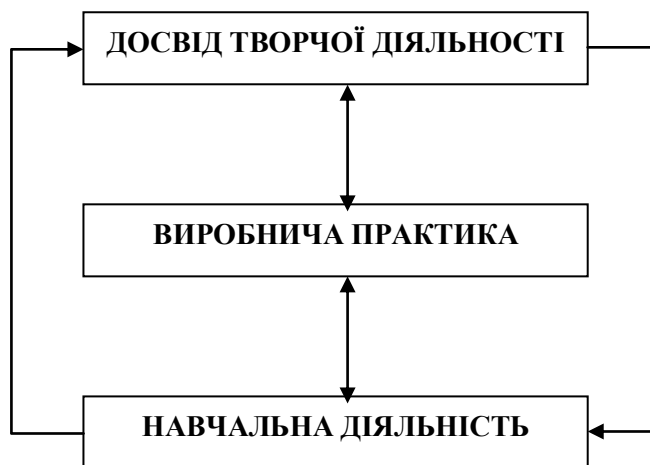 ДОСВІД ТВОРЧОЇ ДІЯЛЬНОСТІ
ВИРОБНИЧА ПРАКТИКА
НАВЧАЛЬНА ДІЯЛЬНІСТЬ